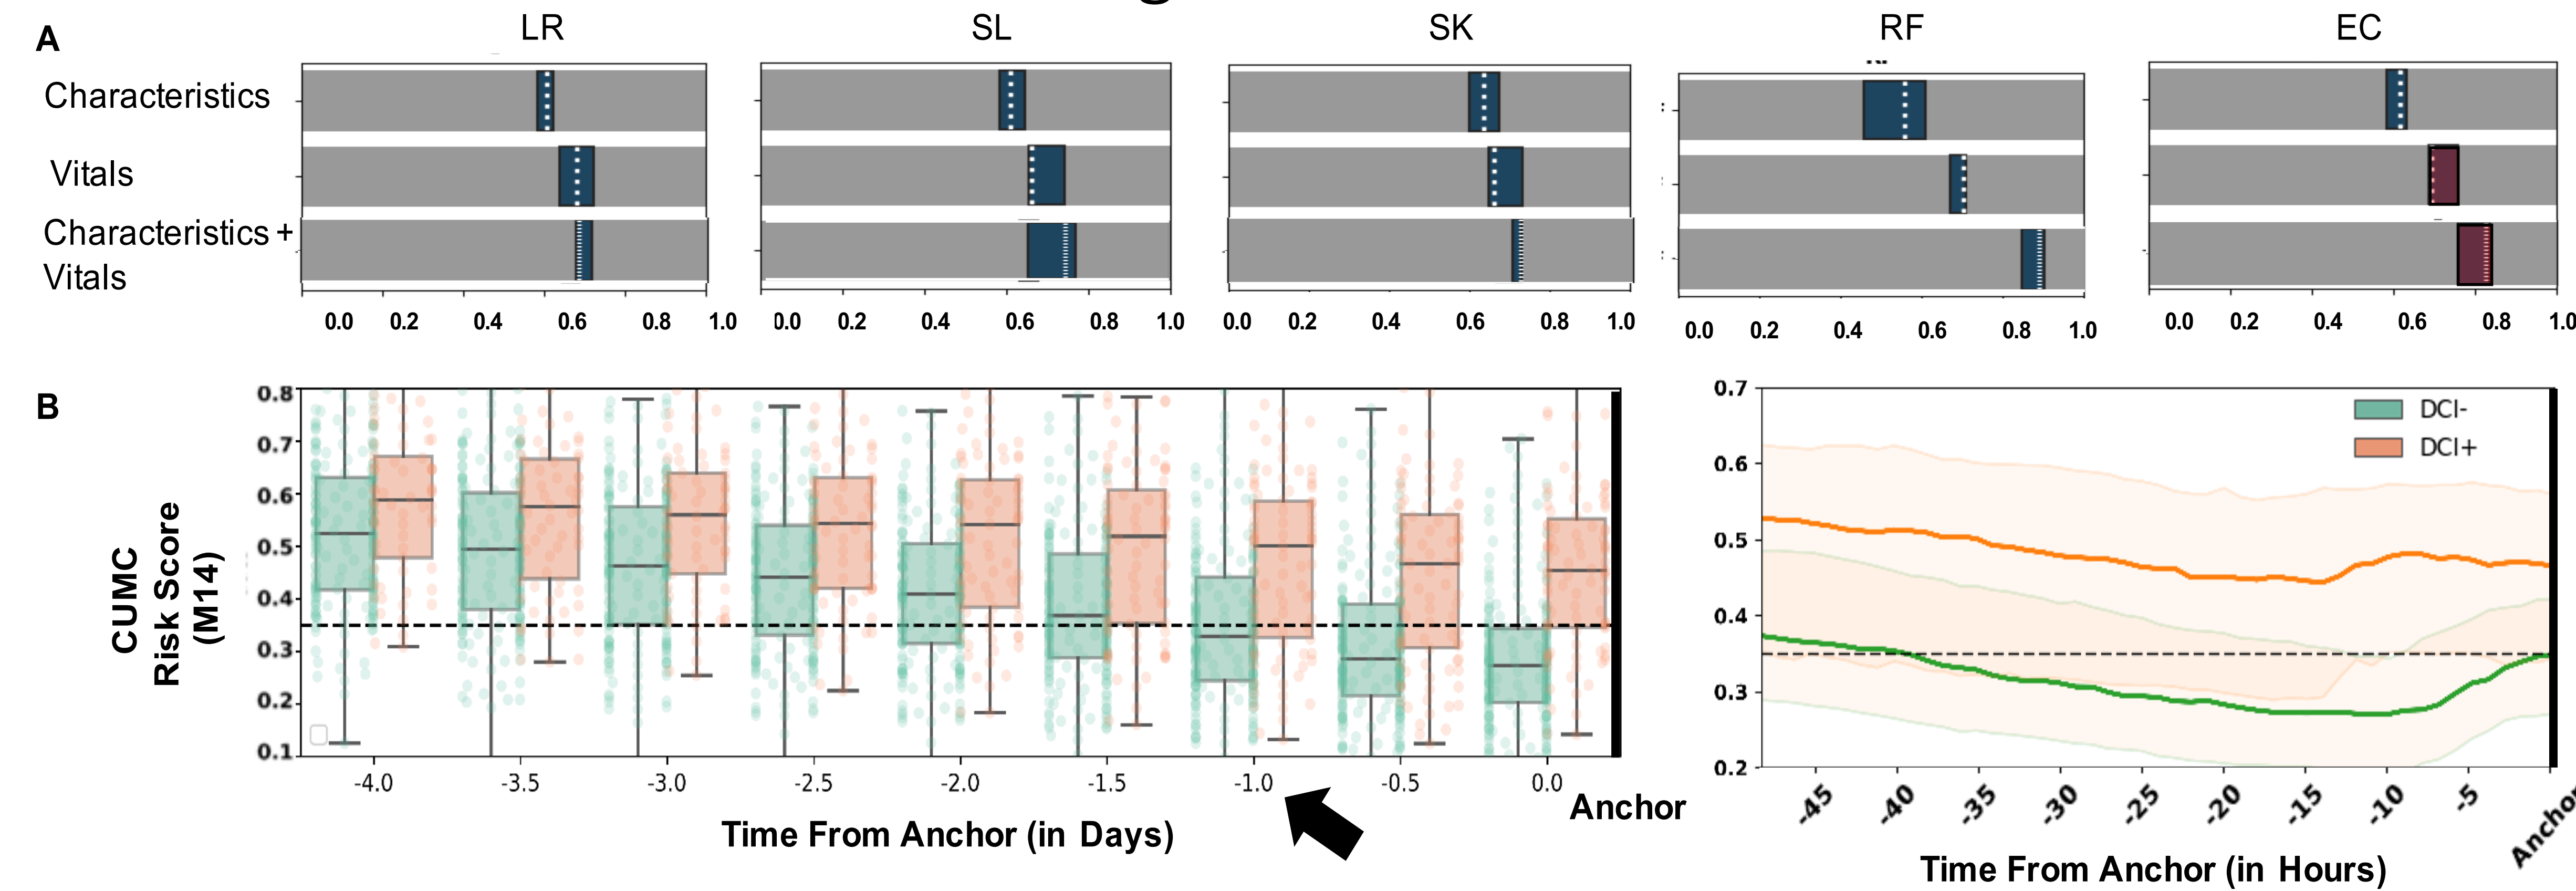 A
LR
SL
SK
RF
EC
Characteristics
Vitals
Characteristics +
Vitals
0.0 0.2 0.4 0.6 0.8 1.0
0.0 0.2 0.4 0.6 0.8 1.0
0.0 0.2 0.4 0.6 0.8 1.0
0.0 0.2 0.4 0.6 0.8 1.0
0.0 0.2 0.4 0.6 0.8 1.0
B
CUMC
Risk Score
(M14)
0.8
0.7
0.6
0.5
0.4
0.3
0.2
0.1
-4.0 -3.5 -3.0 -2.5 -2.0 -1.5 -1.0 -0.5 0.0
Anchor
Time From Anchor (in Days)
0.7
0.6
0.5
0.4
0.3
0.2
DCI-
DCI+
-45 -40 -35 -30 -25 -20 -15 -10 -5
Time From Anchor (in Hours)